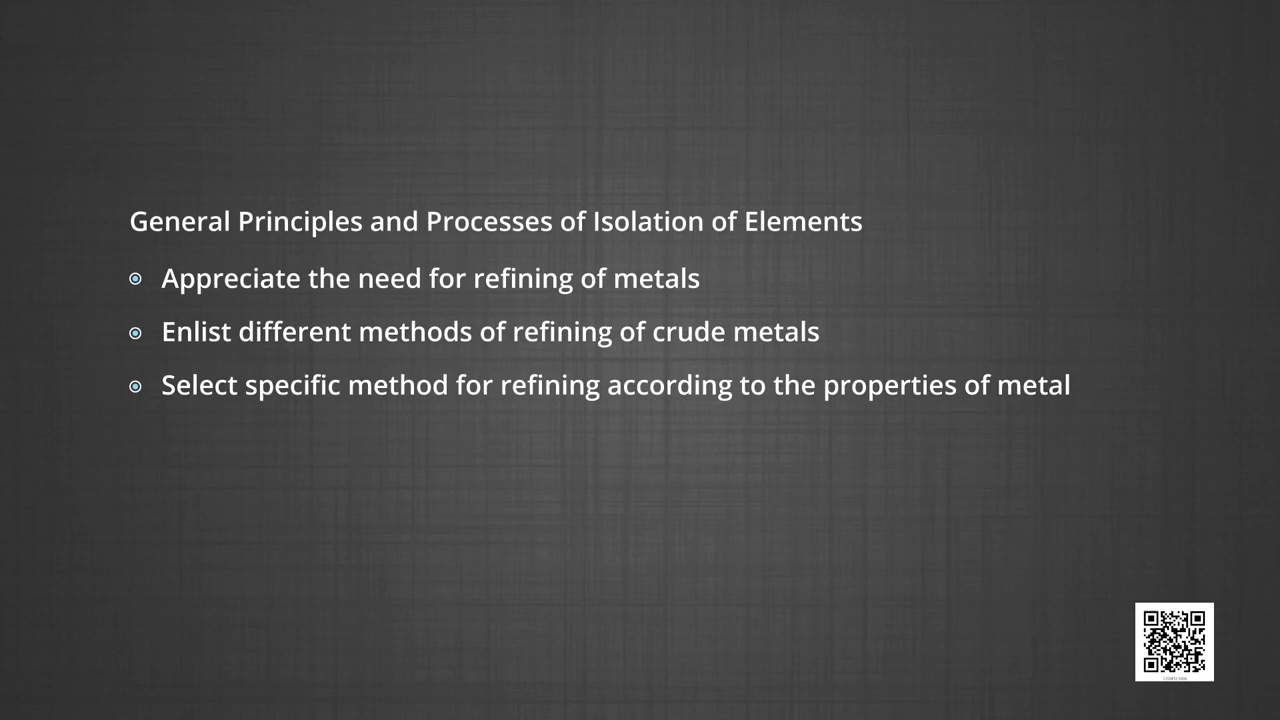 General Principles and Processes of Isolation of Elements
Appreciate the need for refining of metals
Enlist different methods of refining of crude metals
Select specific method for refining according to the properties of metal